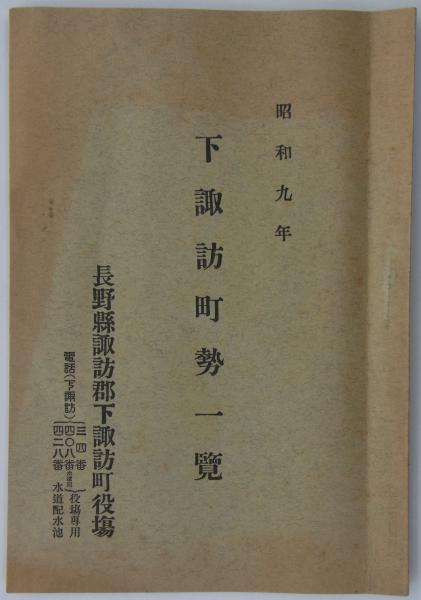 昭和九年
下諏訪町勢一覽
長野縣諏訪郡下諏訪町役場
電話(下諏訪)
三四番
四〇八番 役場專用
四二八番 水道配水池